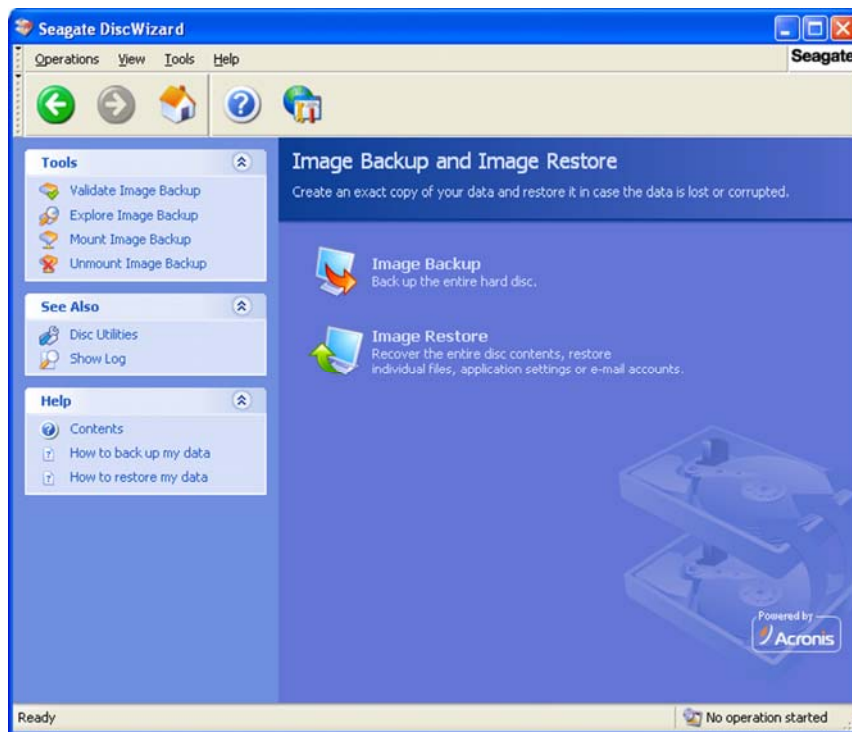 Seagate DiscWizard
Operations View Tools Help
Seagate
Tools
Validate Image Backup
Explore Image Backup
Mount Image Backup
Unmount Image Backup
See Also
Disc Utilities
Show Log
Help
Contents
How to back up my data
How to restore my data
Image Backup and Image Restore
Create an exact copy of your data and restore it in case the data is lost or corrupted.
Image Backup
Back up the entire hard disc.
Image Restore
Recover the entire disc contents, restore
individual files, application settings or e-mail accounts.
Powered by
Acronis
Ready
No operation started